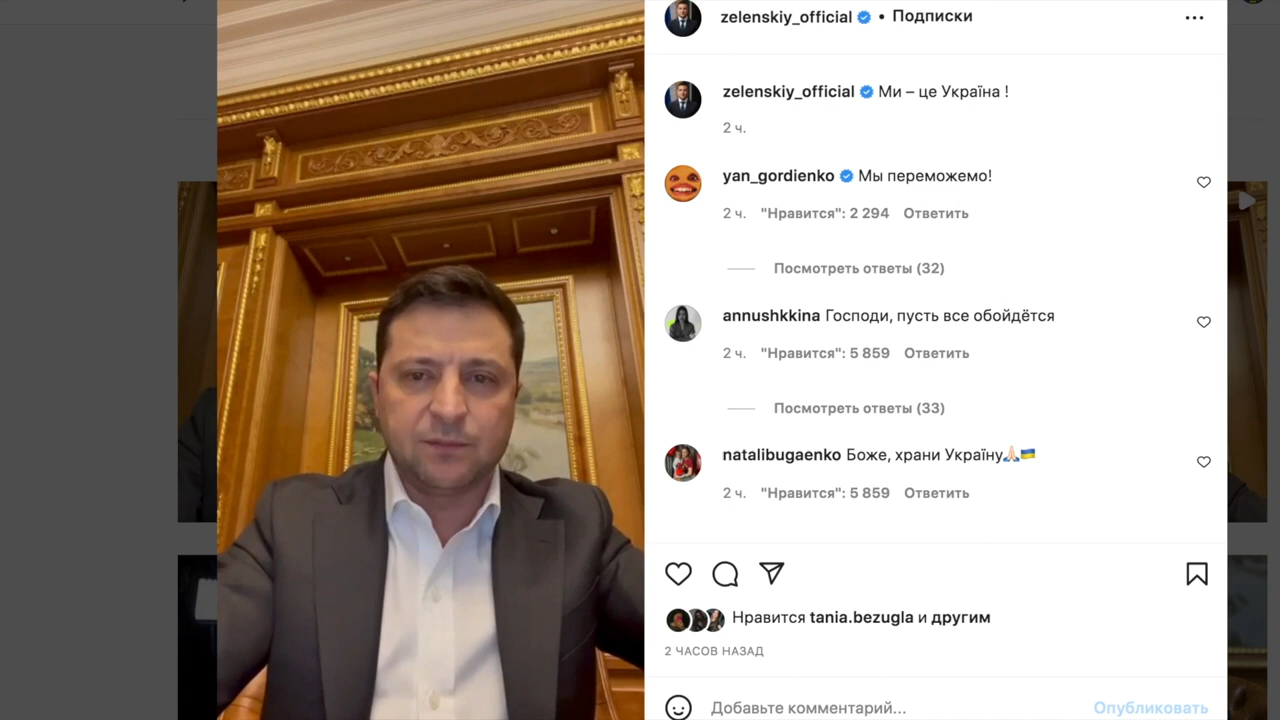 zelenskiy_official • Подписки
zelenskiy_official Ми – це Україна !
2 ч.
yan_gordienko Мы переможемо!
2 ч. "Нравится": 2 294 Ответить
Посмотреть ответы (32)
annushkkina Господи, пусть все обойдётся
2 ч. "Нравится": 5 859 Ответить
Посмотреть ответы (33)
natalibugaenko Боже, храни Україну🙏🏻🇺🇦
2 ч. "Нравится": 5 859 Ответить
Нравится tania.bezugla и другим
2 ЧАСОВ НАЗАД
Добавьте комментарий... Опубликовать